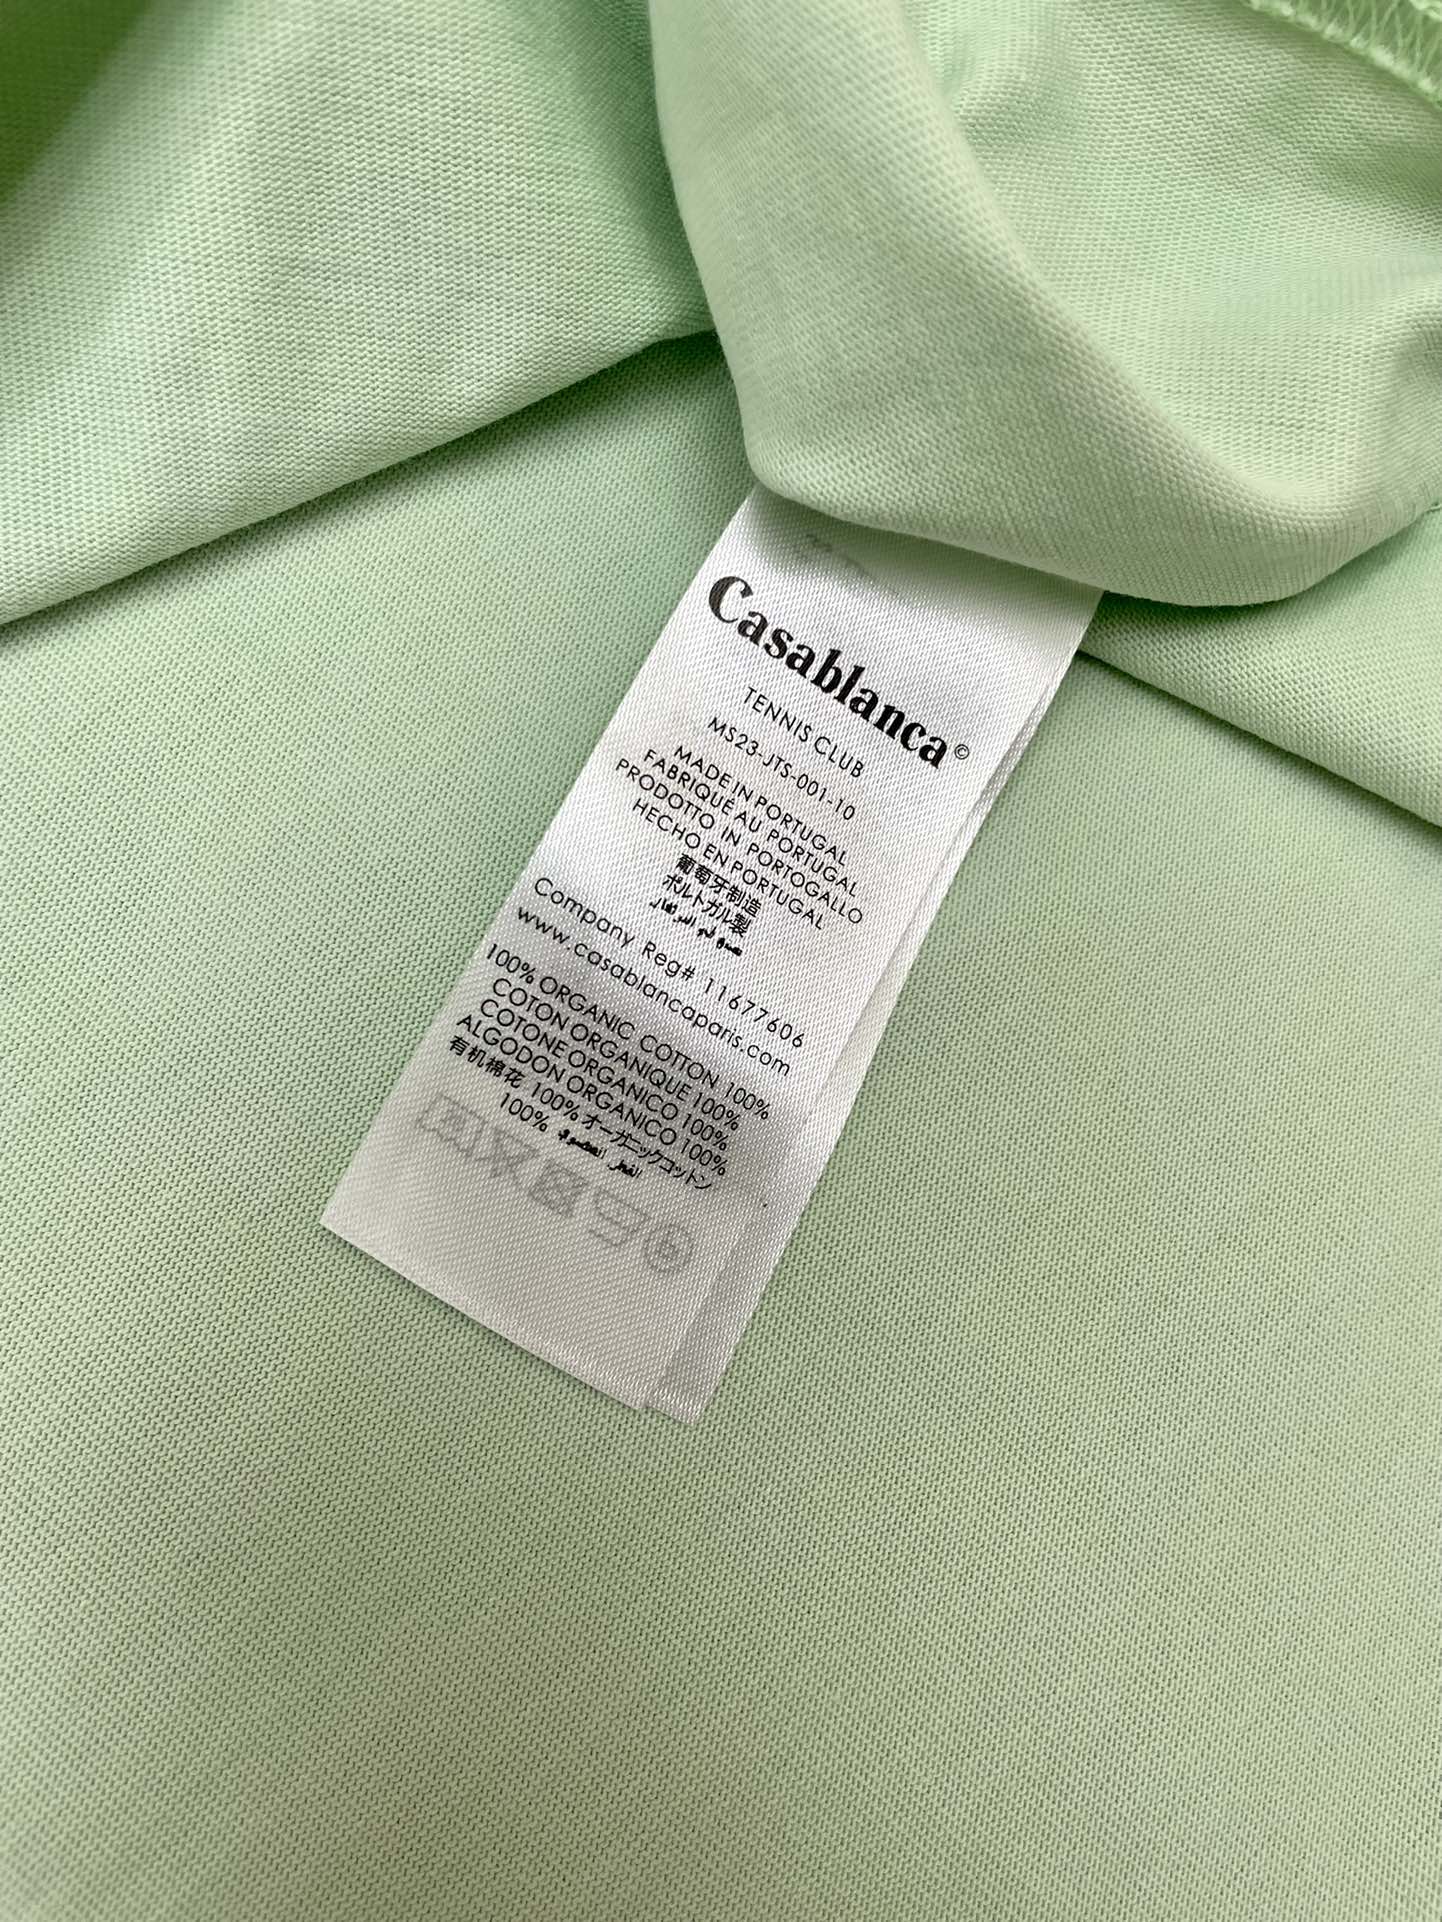 Casablanca©
TENNIS CLUB
MS23-JTS-001-10
MADE IN PORTUGAL
FABRIQUÉ AU PORTUGAL
PRODOTTO IN PORTOGALLO
HECHO EN PORTUGAL
葡萄牙制造
ポルトガル製
Company Reg# 11677606
www.casablancaparis.com
100% ORGANIC COTTON 100%
COTON ORGANIQUE 100%
COTONE ORGANICO 100%
ALGODON ORGANICO 100%
有机棉花 100% オーガニックコットン
100%